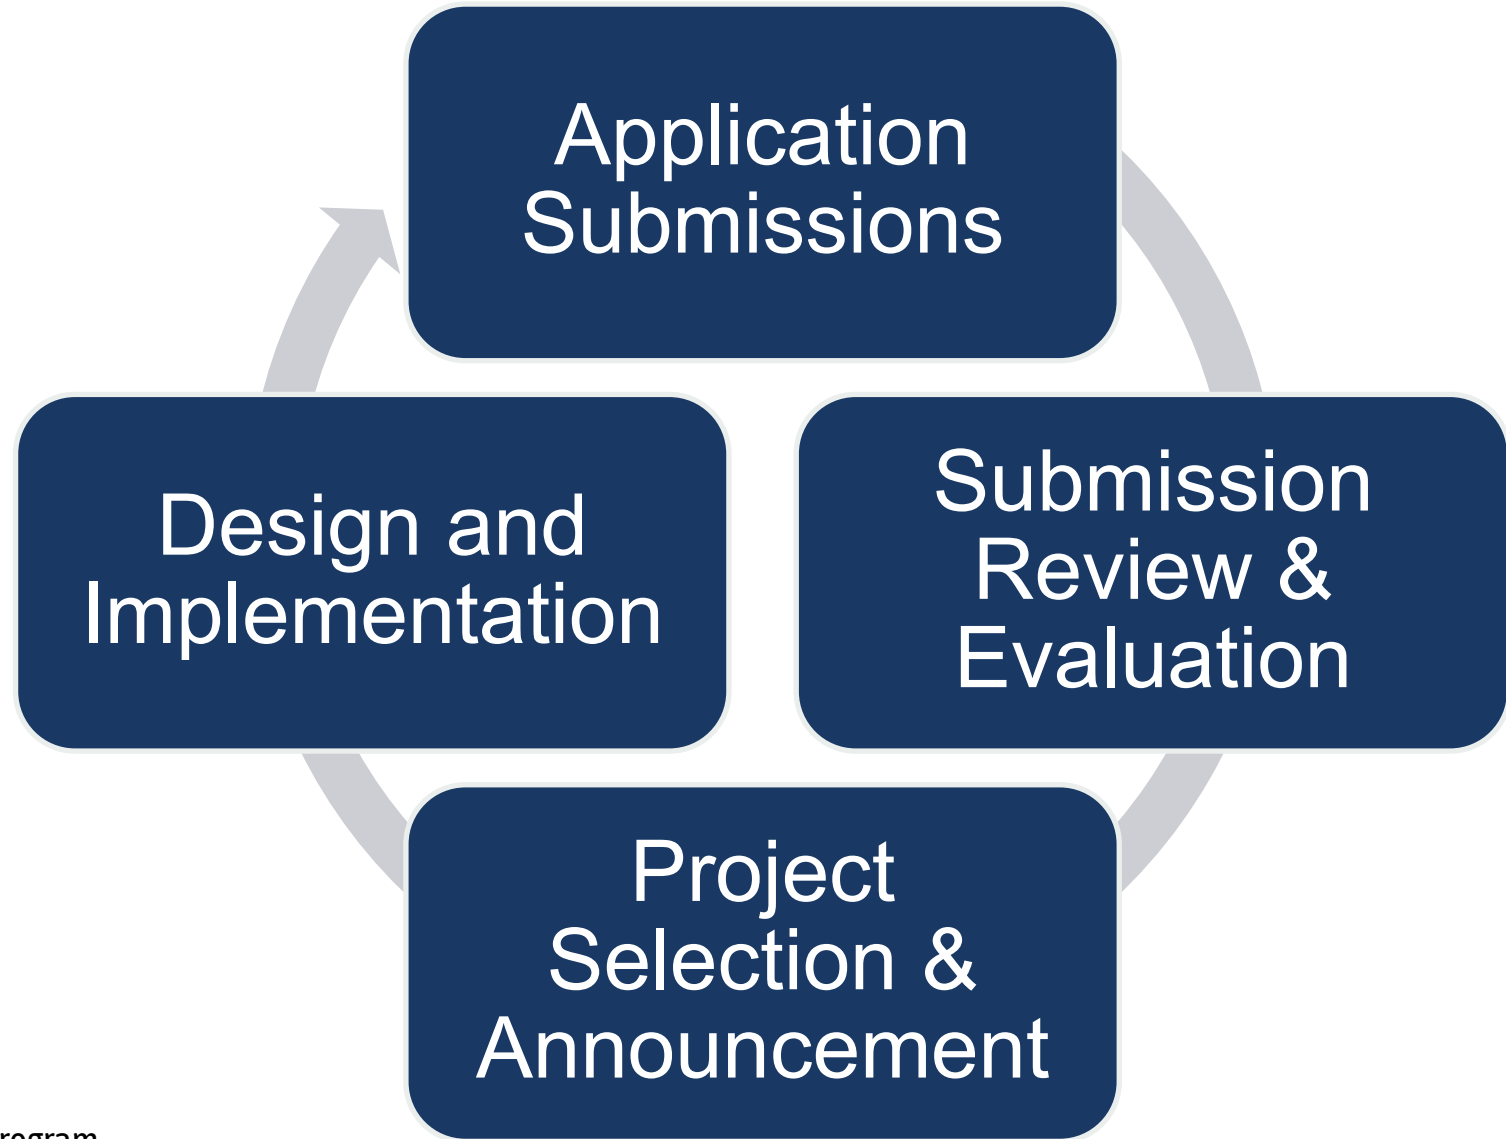 Application
Submissions
Submission
Review &
Evaluation
Project
Selection &
Announcement
Design and
Implementation